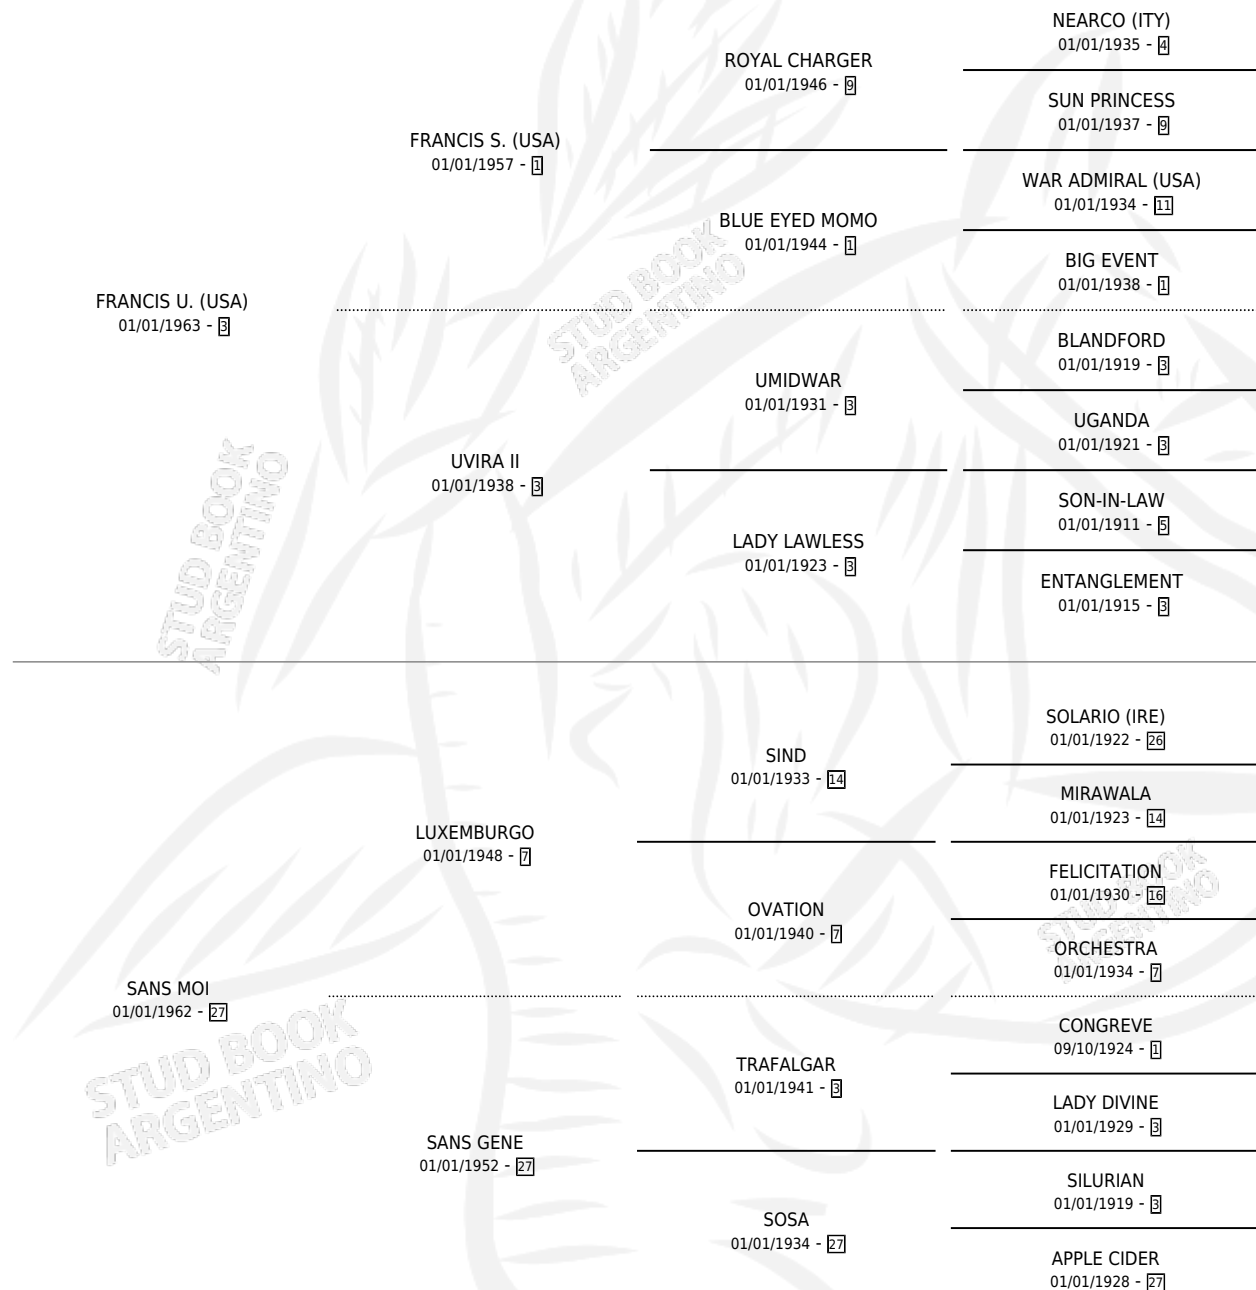 NEARCO (ITY)
01/01/1935 - 4
ROYAL CHARGER
01/01/1946 - 9
SUN PRINCESS
01/01/1937 - 9
FRANCIS S. (USA)
01/01/1957 - 1
WAR ADMIRAL (USA)
01/01/1934 - 11
BLUE EYED MOMO
01/01/1944 - 1
BIG EVENT
01/01/1938 - 1
FRANCIS U. (USA)
01/01/1963 - 3
BLANDFORD
01/01/1919 - 3
UMIDWAR
01/01/1931 - 3
UGANDA
01/01/1921 - 3
UVIRA II
01/01/1938 - 3
SON-IN-LAW
01/01/1911 - 5
LADY LAWLESS
01/01/1923 - 3
ENTANGLEMENT
01/01/1915 - 3
SOLARIO (IRE)
01/01/1922 - 26
SIND
01/01/1933 - 14
MIRAWALA
01/01/1923 - 14
LUXEMBURGO
01/01/1948 - 7
FELICITATION
01/01/1930 - 16
OVATION
01/01/1940 - 7
ORCHESTRA
01/01/1934 - 7
SANS MOI
01/01/1962 - 27
CONGREVE
09/10/1924 - 1
TRAFALGAR
01/01/1941 - 3
LADY DIVINE
01/01/1929 - 3
SANS GENE
01/01/1952 - 27
SILURIAN
01/01/1919 - 3
SOSA
01/01/1934 - 27
APPLE CIDER
01/01/1928 - 27
STUD BOOK
ARGENTINO
STUD BOOK
ARGENTINO
STUD BOOK
ARGENTINO
STUD BOOK
ARGENTINO